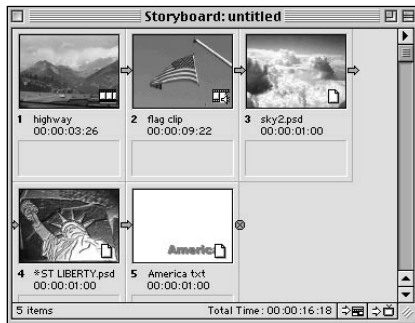 Storyboard: untitled
1 highway
00:00:03:26
2 flag clip
00:00:09:22
3 sky2.psd
00:00:01:00
4 *ST LIBERTY.psd
00:00:01:00
America
5 America txt
00:00:01:00
5 items
Total Time: 00:00:16:18